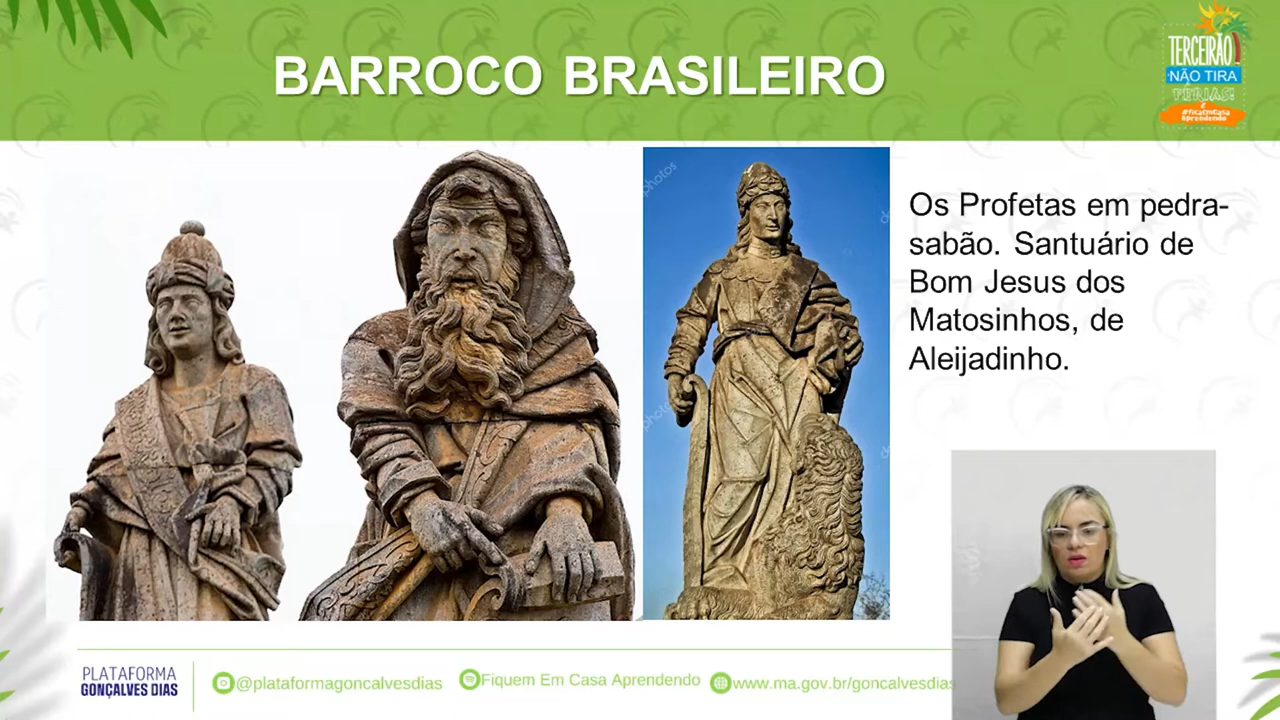 BARROCO BRASILEIRO
TERCEIRÃO!
NÃO TIRA
FÉRIAS!
É
#FicaEmCasa
Aprendendo
Os Profetas em pedra-
sabão. Santuário de
Bom Jesus dos
Matosinhos, de
Aleijadinho.
PLATAFORMA
GONÇALVES DIAS
@plataformagoncalvesdias
Fiquem Em Casa Aprendendo
www.ma.gov.br/goncalvesdias